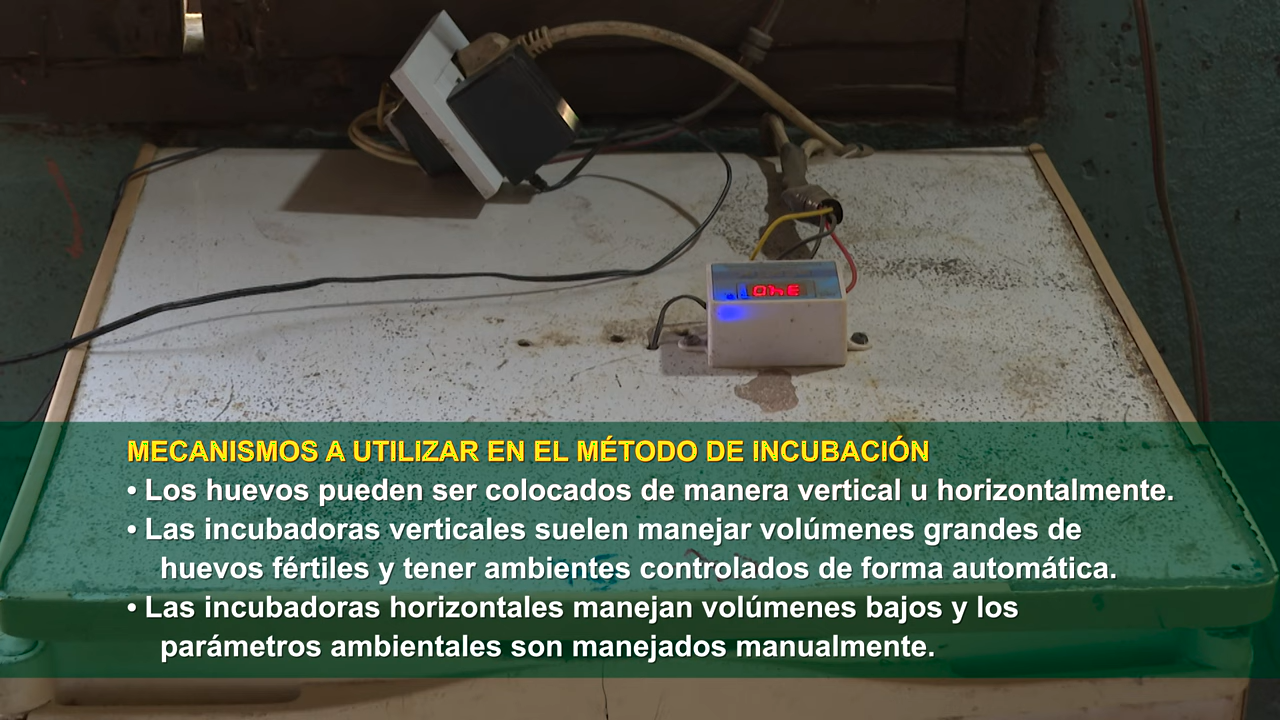 MECANISMOS A UTILIZAR EN EL MÉTODO DE INCUBACIÓN
• Los huevos pueden ser colocados de manera vertical u horizontalmente.
• Las incubadoras verticales suelen manejar volúmenes grandes de
huevos fértiles y tener ambientes controlados de forma automática.
• Las incubadoras horizontales manejan volúmenes bajos y los
parámetros ambientales son manejados manualmente.